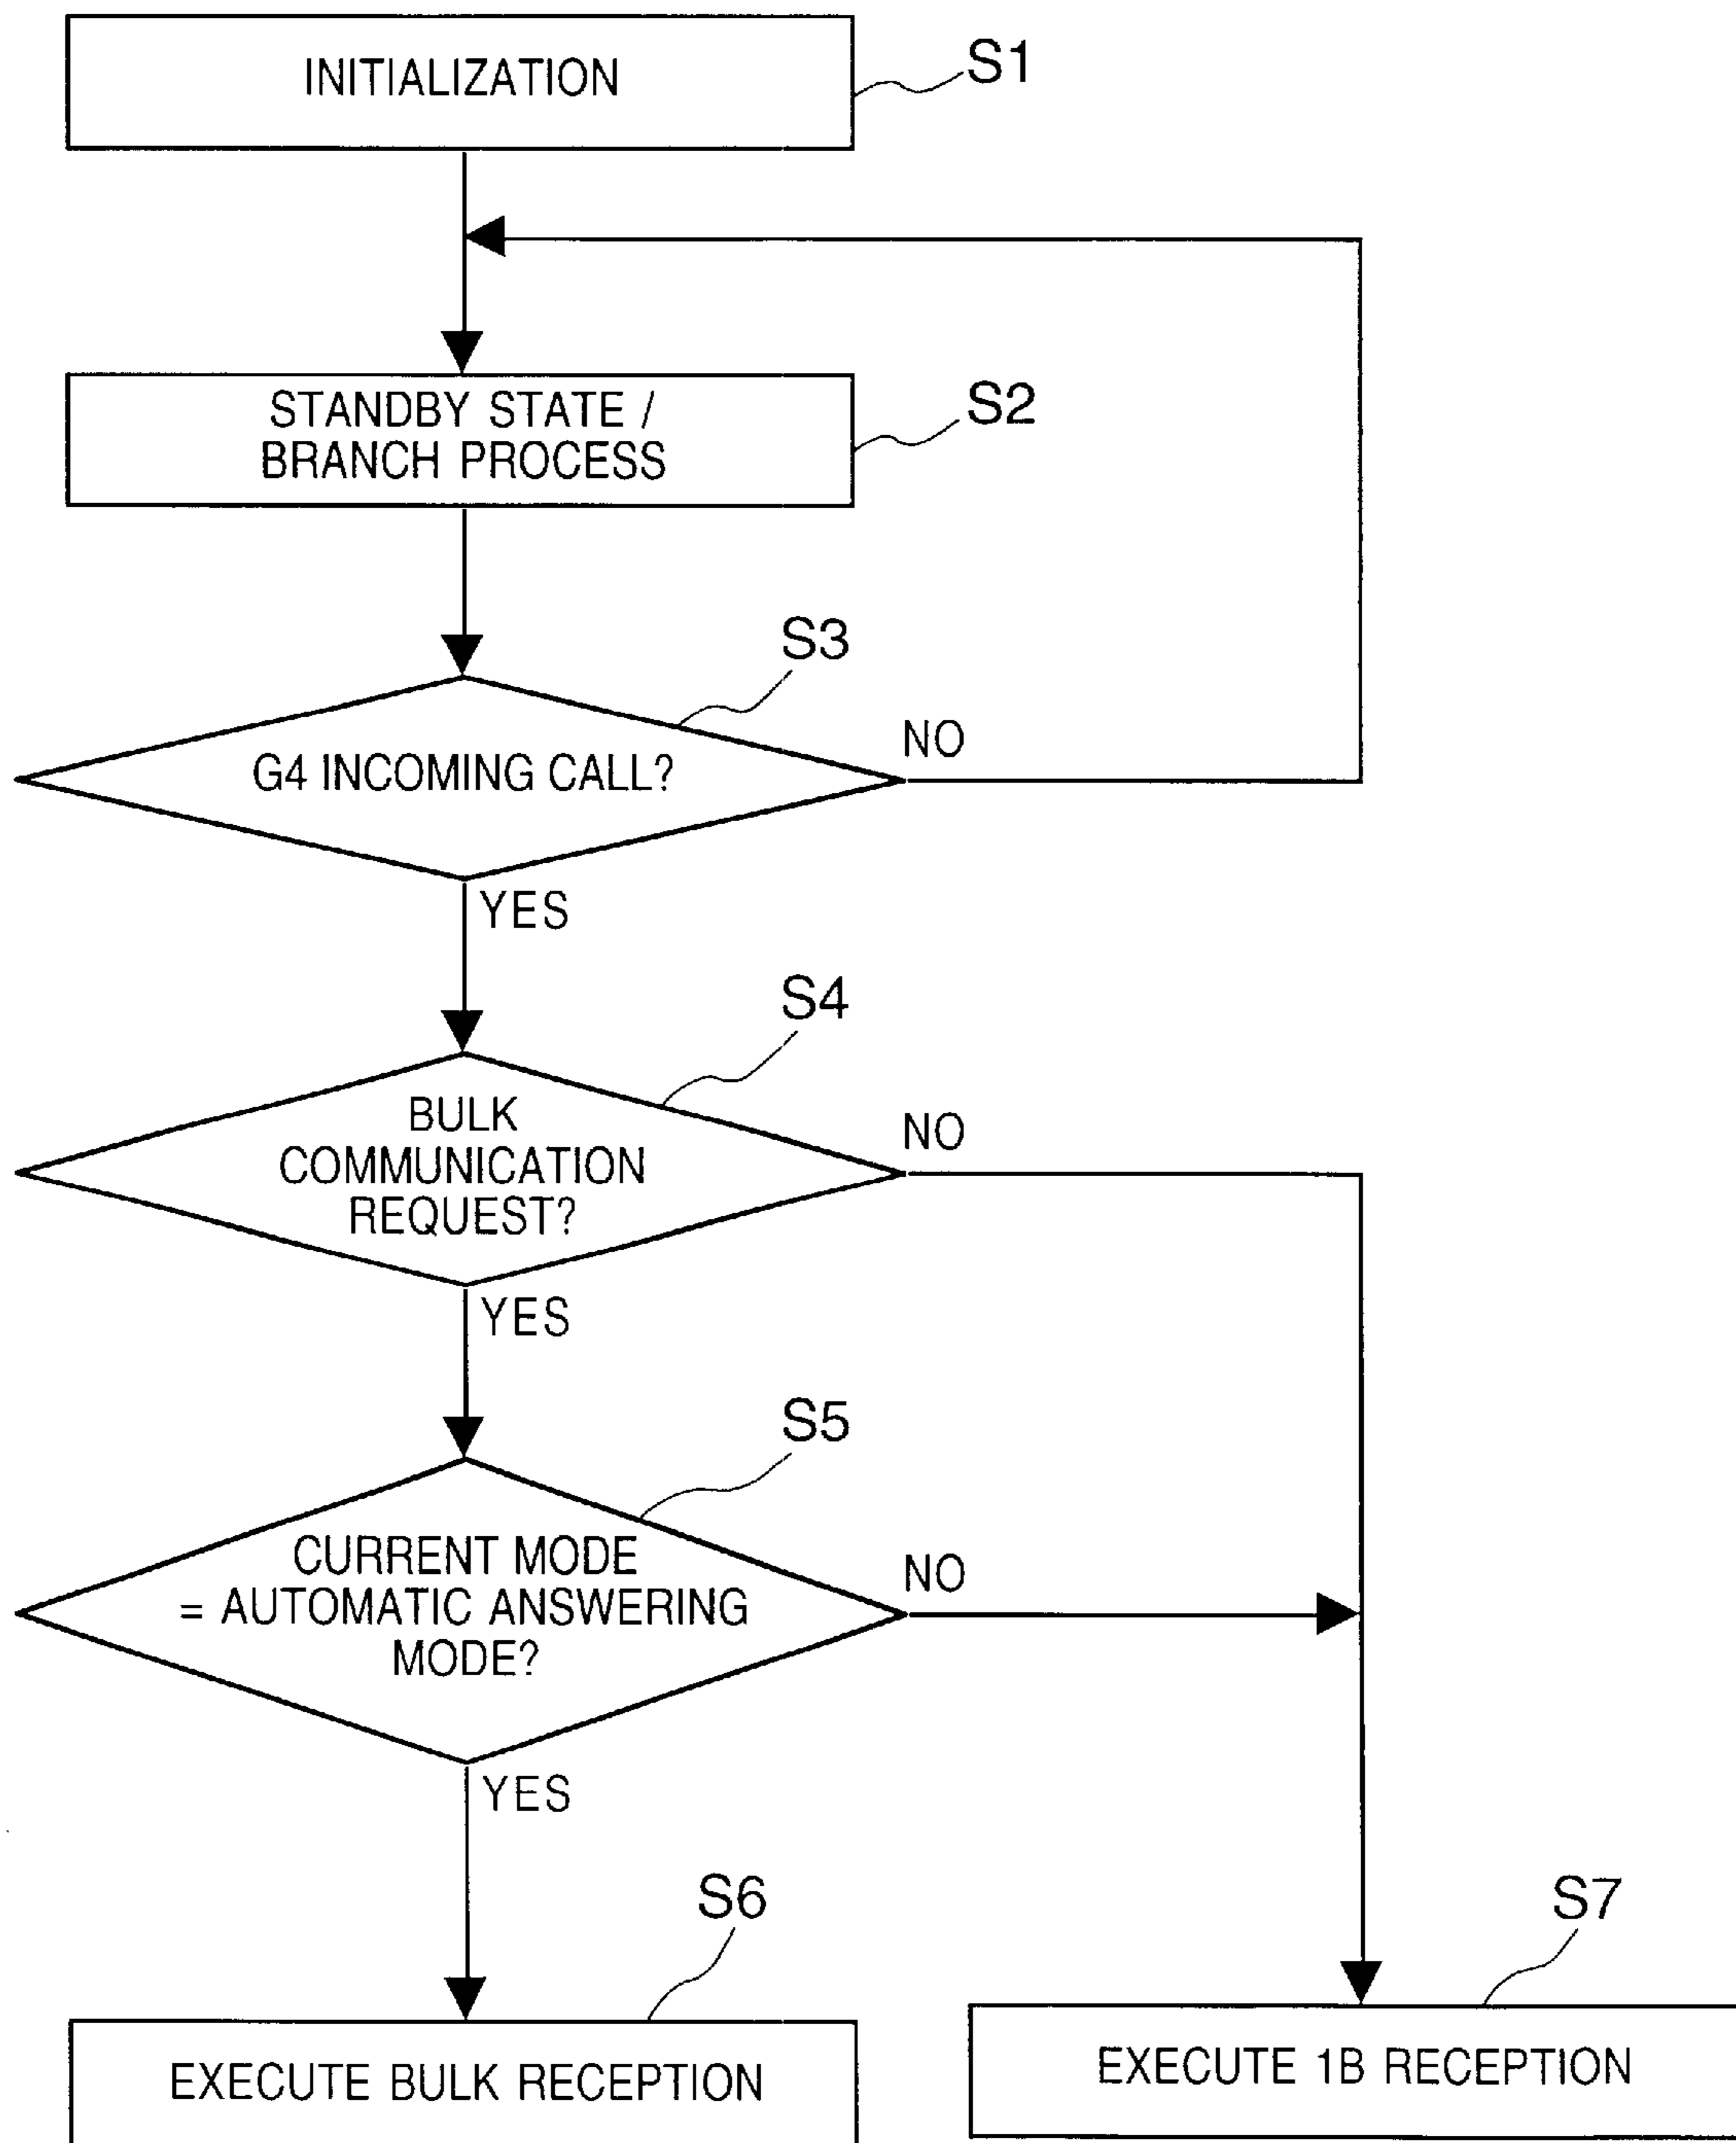 INITIALIZATION
S1
STANDBY STATE /
BRANCH PROCESS
S2
S3
G4 INCOMING CALL?
NO
YES
S4
BULK
COMMUNICATION
REQUEST?
NO
YES
S5
CURRENT MODE
= AUTOMATIC ANSWERING
MODE?
NO
YES
S6
EXECUTE BULK RECEPTION
S7
EXECUTE 1B RECEPTION